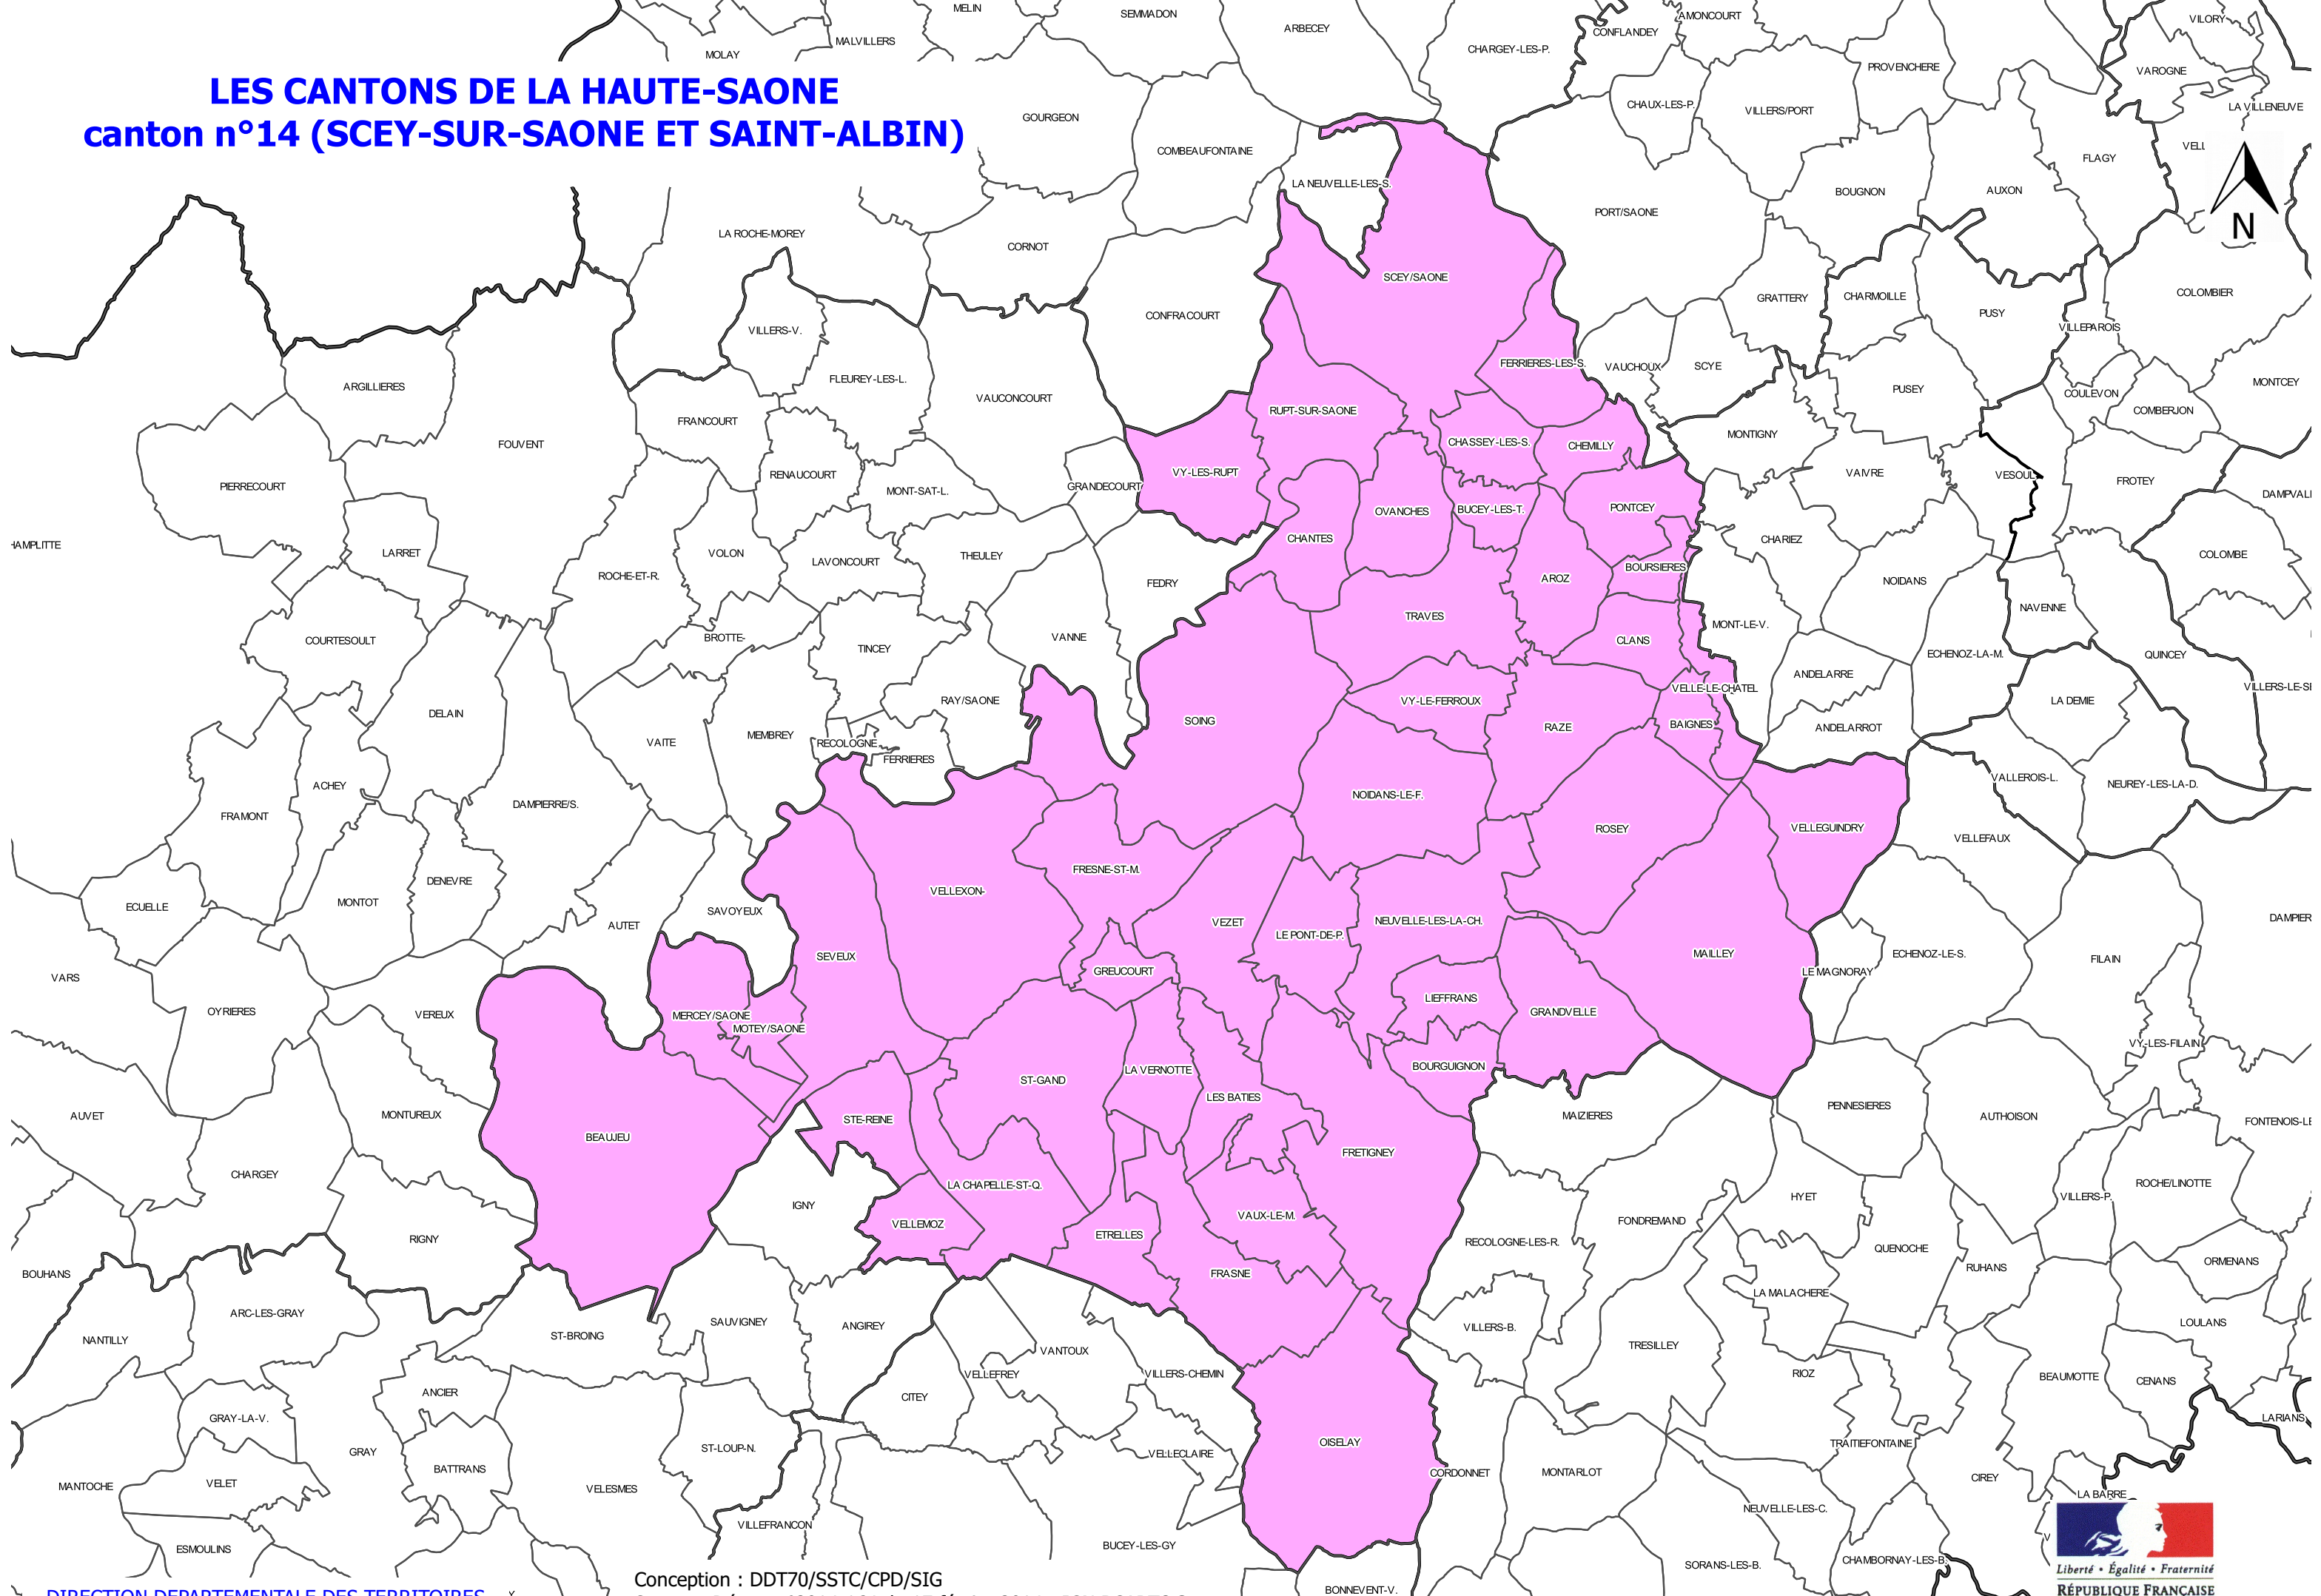 MELIN
SEMMADON
ARBECEY
AMONCOURT
VILORY
MOLAY
MALVILLERS
CHARGEY-LES-P.
CONFLANDEY
PROVENCHERE
VAROGNE
LES CANTONS DE LA HAUTE-SAONE
canton n°14 (SCEY-SUR-SAONE ET SAINT-ALBIN)
GOURGEON
CHAUX-LES-P.
VILLERS/PORT
LA VILLENEUVE
COMBEAUFONTAINE
FLAGY
LA NEUVELLE-LES-S.
BOUGNON
AUXON
PORT/SAONE
N
LA ROCHE-MOREY
CORNOT
SCEY/SAONE
CONFRACOURT
GRATTERY
CHARMOILLE
PUSY
COLOMBIER
VILLERS-V.
VILLEPAROIS
FERRIERES-LES-S.
VAUCHOUX
SCYE
ARGILLIERES
FLEUREY-LES-L.
VAUCONCOURT
PUSEY
COULEVON
MONTCEY
FRANCOURT
RUPT-SUR-SAONE
COMBERJON
FOUVENT
CHASSEY-LES-S.
CHEMILLY
MONTIGNY
PIERRECOURT
RENAUCOURT
MONT-SAT-L.
GRANDECOURT
VY-LES-RUPT
VAIVRE
VESOUL
FROTEY
OVANCHES
BUCEY-LES-T.
PONTCEY
LARRET
VOLON
CHANTES
CHARIEZ
COLOMBE
ROCHE-ET-R.
LAVONCOURT
THEULEY
FEDRY
AROZ
BOURSIERES
NOIDANS
COURTESOULT
BROTTE-
TINCEY
VANNE
TRAVES
CLANS
MONT-LE-V.
NAVENNE
ECHENOZ-LA-M.
QUINCEY
DELAIN
VAITE
MEMBREY
RAY/SAONE
SOING
VY-LE-FERROUX
RAZE
VELLE-LE-CHATEL
BAIGNES
ANDELARRE
ANDELARROT
LA DEMIE
RECOLOGNE
FERRIERES
ACHEY
FRAMONT
DAMPIERRE/S.
NOIDANS-LE-F.
ROSEY
VELLEGUINDRY
VALLEROIS-L.
NEUREY-LES-LA-D.
VELLEFAUX
ECUELLE
MONTOT
DENEVRE
AUTET
SAVOYEUX
VELLEXON-
FRESNE-ST-M.
VEZET
LE PONT-DE-P.
NEUVELLE-LES-LA-CH.
VARS
SEVEUX
GREUCOURT
LIEFFRANS
MAILLEY
LE MAGNORAY
ECHENOZ-LE-S.
FILAIN
OYRIERES
VEREUX
MERCEY/SAONE
MOTEY/SAONE
GRANDVELLE
VY-LES-FILAIN
AUVET
MONTUREUX
BEAUJEU
STE-REINE
ST-GAND
LA VERNOTTE
LES BATIES
BOURGUIGNON
MAIZIERES
PENNESIERES
AUTHOISON
CHARGEY
IGNY
LA CHAPELLE-ST-Q.
FRETIGNEY
HYET
VILLERS-P.
ROCHE/LINOTTE
RIGNY
VELLEMOZ
ETRELLES
VAUX-LE-M.
RECOLOGNE-LES-R.
FONDREMAND
QUENOCHE
BOUHANS
FRASNE
RUHANS
ORMENANS
ARC-LES-GRAY
LA MALACHERE
NANTILLY
ST-BROING
SAUVIGNEY
ANGIREY
VANTOUX
VILLERS-B.
TRESILLEY
LOULANS
ANCIER
CITEY
VELLEFREY
VILLERS-CHEMIN
RIOZ
BEAUMOTTE
CENANS
GRAY-LA-V.
GRAY
ST-LOUP-N.
VELLECLAIRE
OISELAY
TRAITIEFONTAINE
LARIANS
MANTOCHE
VELET
BATTRANS
VELESMES
CORDONNET
MONTARLOT
CIREY
LA BARRE
VILLEFRANCON
NEUVELLE-LES-C.
ESMOULINS
BUCEY-LES-GY
SORANS-LES-B.
CHAMBORNAY-LES-B.
BONNEVENT-V.
Conception : DDT70/SSTC/CPD/SIG
DIRECTION DEPARTEMENTALE DES TERRITOIRES
Liberté • Égalité • Fraternité
RÉPUBLIQUE FRANÇAISE